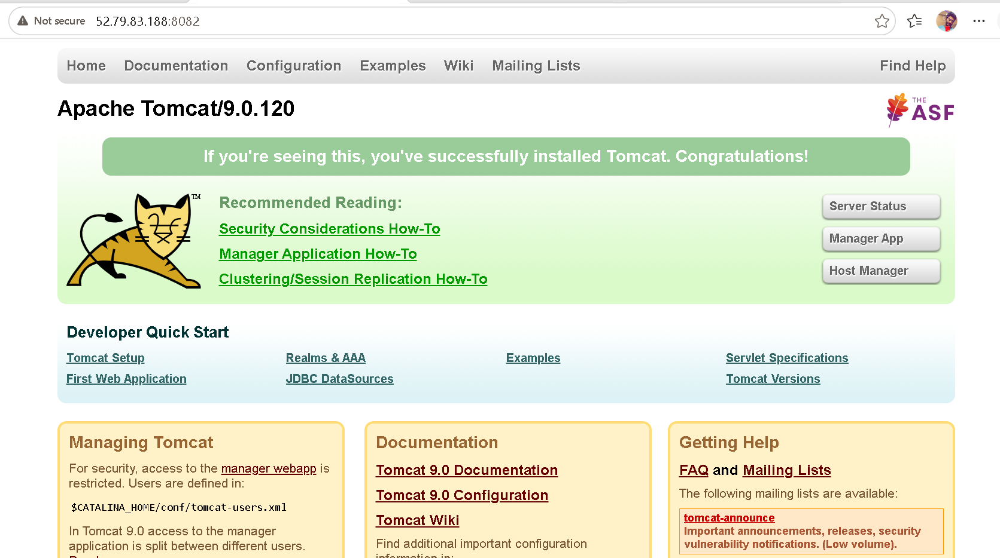 Not secure 52.79.83.188:8082
Home Documentation Configuration Examples Wiki Mailing Lists Find Help
Apache Tomcat/9.0.120
THE
ASF
If you're seeing this, you've successfully installed Tomcat. Congratulations!
TM
Recommended Reading:
Security Considerations How-To
Manager Application How-To
Clustering/Session Replication How-To
Server Status
Manager App
Host Manager
Developer Quick Start
Tomcat Setup
First Web Application
Realms & AAA
JDBC DataSources
Examples
Servlet Specifications
Tomcat Versions
Managing Tomcat
For security, access to the manager webapp is
restricted. Users are defined in:
$CATALINA_HOME/conf/tomcat-users.xml
In Tomcat 9.0 access to the manager
application is split between different users.
Documentation
Tomcat 9.0 Documentation
Tomcat 9.0 Configuration
Tomcat Wiki
Find additional important configuration
information in:
Getting Help
FAQ and Mailing Lists
The following mailing lists are available:
tomcat-announce
Important announcements, releases, security
vulnerability notifications. (Low volume).